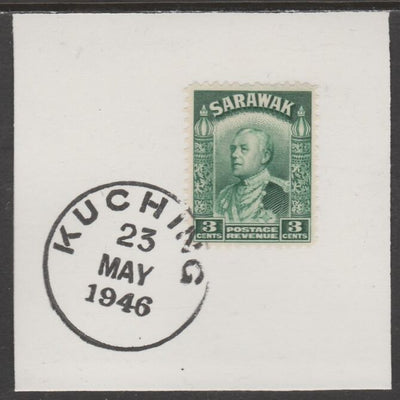 SARAWAK
3 CENTS POSTAGE REVENUE 3 CENTS
KUCHING
23
MAY
1946